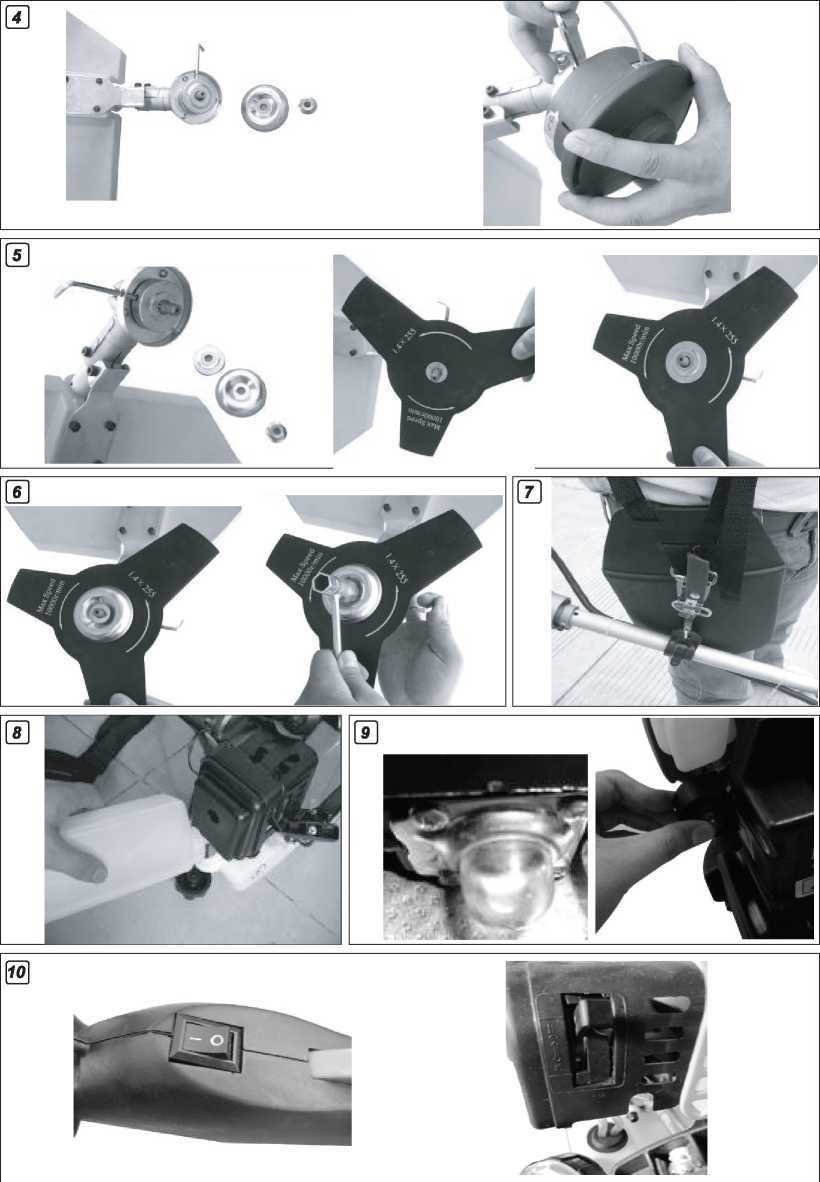 4
5
1.4 × 255
Max Speed
10000r/min
Max Speed
10000r/min
1.4 × 255
6
Max Speed
10000r/min
1.4 × 255
Max Speed
10000r/min
1.4 × 255
7
8
9
10
I O